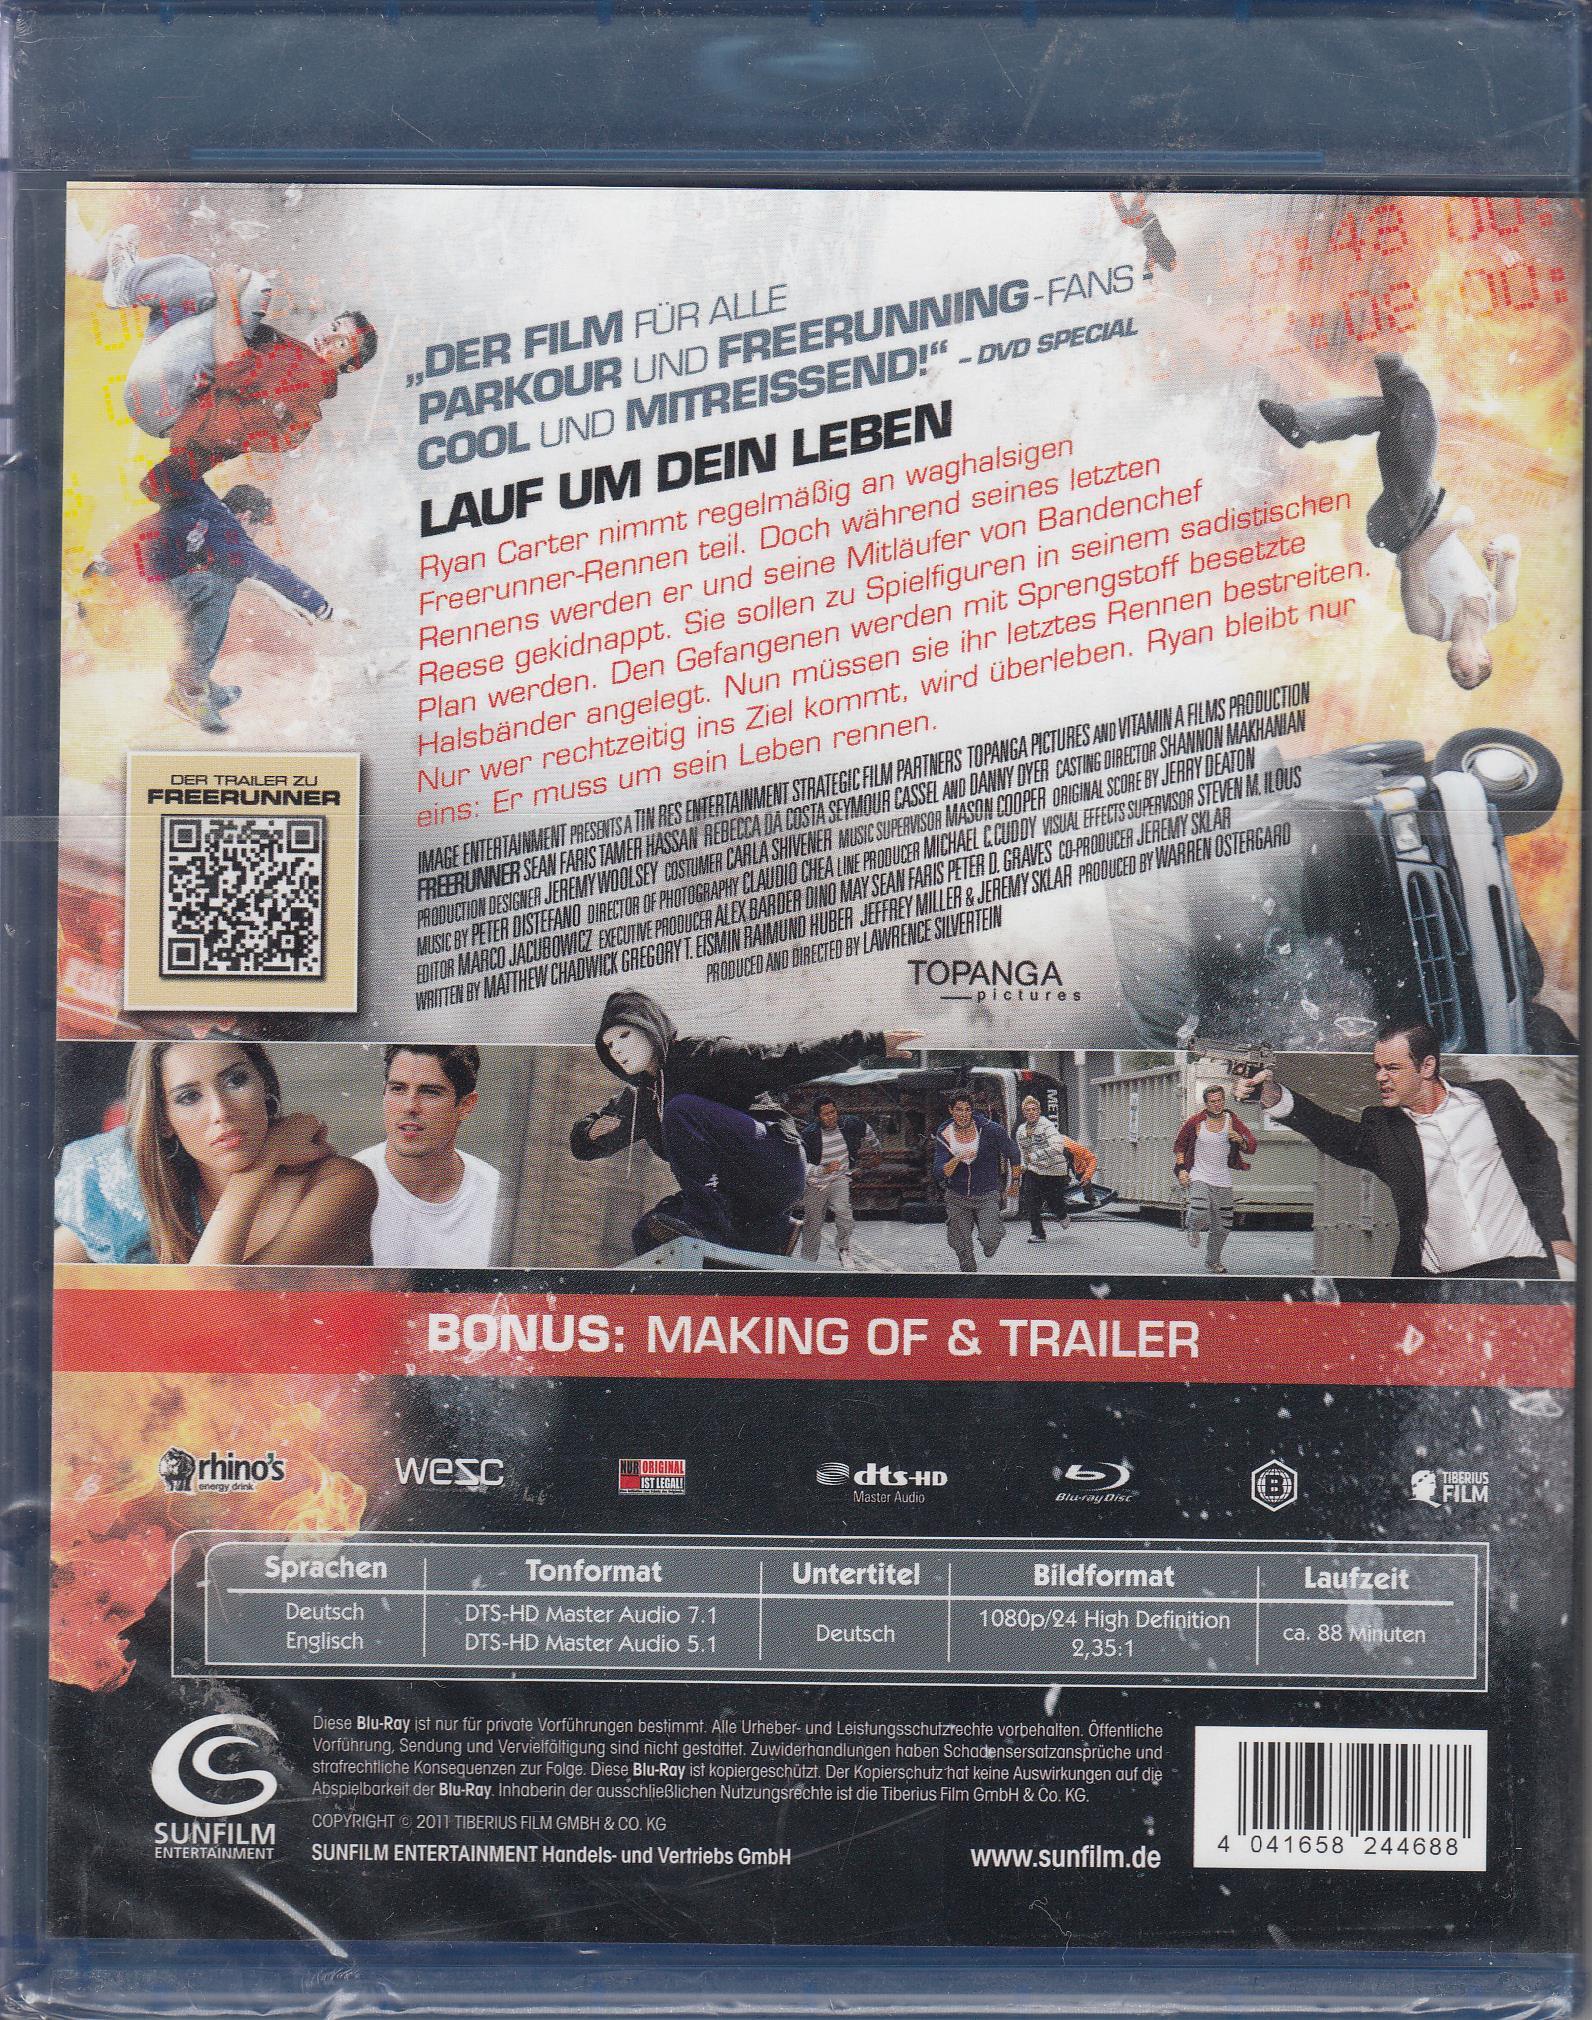 18:48 00:
22:08 00:
„DER FILM FÜR ALLE
PARKOUR UND FREERUNNING-FANS -
COOL UND MITREISSEND!“ - DVD SPECIAL
LAUF UM DEIN LEBEN
Ryan Carter nimmt regelmäßig an waghalsigen
Freerunner-Rennen teil. Doch während seines letzten
Rennens werden er und seine Mitläufer von Bandenchef
Reese gekidnappt. Sie sollen zu Spielfiguren in seinem sadistischen
Plan werden. Den Gefangenen werden mit Sprengstoff besetzte
Halsbänder angelegt. Nun müssen sie ihr letztes Rennen bestreiten.
Nur wer rechtzeitig ins Ziel kommt, wird überleben. Ryan bleibt nur
eins: Er muss um sein Leben rennen.
DER TRAILER ZU
FREERUNNER
IMAGE ENTERTAINMENT PRESENTS A TIN RES ENTERTAINMENT STRATEGIC FILM PARTNERS TOPANGA PICTURES AND VITAMIN A FILMS PRODUCTION
FREERUNNER SEAN FARIS TAMER HASSAN REBECCA DA COSTA SEYMOUR CASSEL AND DANNY DYER CASTING DIRECTOR SHANNON MAKHANIAN
PRODUCTION DESIGNER JEREMY WOOLSEY COSTUMER CARLA SHIVENER MUSIC SUPERVISOR MASON COOPER ORIGINAL SCORE BY JERRY DEATON
MUSIC BY PETER DISTEFANO DIRECTOR OF PHOTOGRAPHY CLAUDIO CHEA LINE PRODUCER MICHAEL C.CUDDY VISUAL EFFECTS SUPERVISOR STEVEN M. ILOUS
EDITOR MARCO JACUBOWICZ EXECUTIVE PRODUCER ALEX BARDER DINO MAY SEAN FARIS PETER D. GRAVES CO-PRODUCER JEREMY SKLAR
WRITTEN BY MATTHEW CHADWICK GREGORY T. EISMIN RAIMUND HUBER JEFFREY MILLER & JEREMY SKLAR PRODUCED BY WARREN OSTERGARD
PRODUCED AND DIRECTED BY LAWRENCE SILVERTEIN
TOPANGA
pictures
BONUS: MAKING OF & TRAILER
rhino's
energy drink
wesc
NUR ORIGINAL
IST LEGAL!
dts-HD
Master Audio
Blu-ray Disc
B
TIBERIUS
FILM
Sprachen Tonformat Untertitel Bildformat Laufzeit
Deutsch DTS-HD Master Audio 7.1 Deutsch 1080p/24 High Definition ca. 88 Minuten
Englisch DTS-HD Master Audio 5.1 2,35:1
SUNFILM
ENTERTAINMENT
Diese Blu-Ray ist nur für private Vorführungen bestimmt. Alle Urheber- und Leistungsschutzrechte vorbehalten. Öffentliche
Vorführung, Sendung und Vervielfältigung sind nicht gestattet. Zuwiderhandlungen haben Schadensersatzansprüche und
strafrechtliche Konsequenzen zur Folge. Diese Blu-Ray ist kopiergeschützt. Der Kopierschutz hat keine Auswirkungen auf die
Abspielbarkeit der Blu-Ray. Inhaberin der ausschließlichen Nutzungsrechte ist die Tiberius Film GmbH & Co. KG.
COPYRIGHT © 2011 TIBERIUS FILM GMBH & CO. KG
SUNFILM ENTERTAINMENT Handels- und Vertriebs GmbH
www.sunfilm.de
4 041658 244688